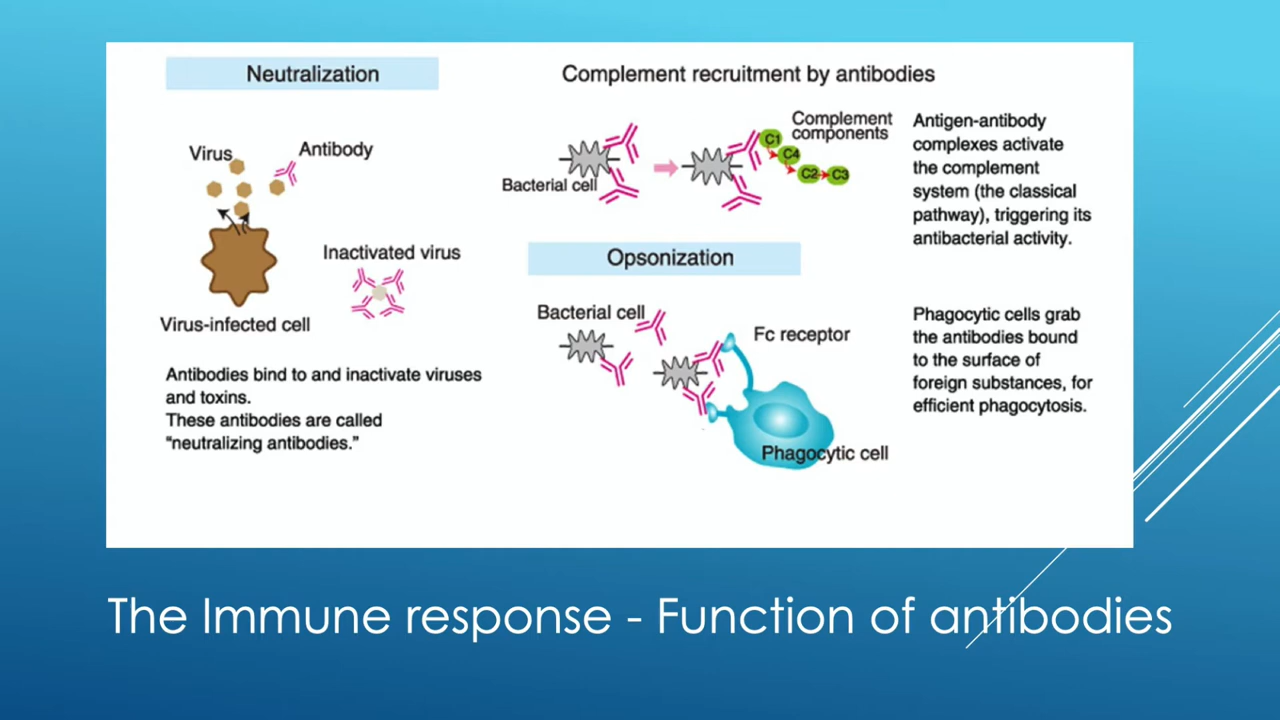 Neutralization
Virus
Antibody
Inactivated virus
Virus-infected cell
Antibodies bind to and inactivate viruses
and toxins.
These antibodies are called
“neutralizing antibodies.”
Complement recruitment by antibodies
Bacterial cell
Complement
components
C1
C4
C2
C3
Antigen-antibody
complexes activate
the complement
system (the classical
pathway), triggering its
antibacterial activity.
Opsonization
Bacterial cell
Fc receptor
Phagocytic cell
Phagocytic cells grab
the antibodies bound
to the surface of
foreign substances, for
efficient phagocytosis.
The Immune response - Function of antibodies